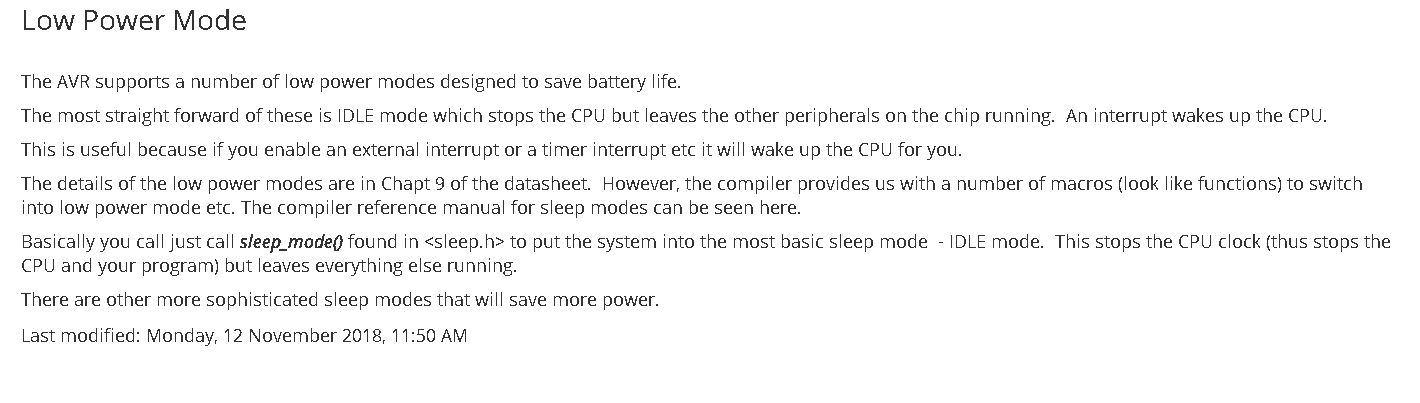 Low Power Mode
The AVR supports a number of low power modes designed to save battery life.
The most straight forward of these is IDLE mode which stops the CPU but leaves the other peripherals on the chip running.  An interrupt wakes up the CPU.
This is useful because if you enable an external interrupt or a timer interrupt etc it will wake up the CPU for you.
The details of the low power modes are in Chapt 9 of the datasheet.  However, the compiler provides us with a number of macros (look like functions) to switch
into low power mode etc. The compiler reference manual for sleep modes can be seen here.
Basically you call just call sleep_mode() found in <sleep.h> to put the system into the most basic sleep mode  - IDLE mode.  This stops the CPU clock (thus stops the
CPU and your program) but leaves everything else running.
There are other more sophisticated sleep modes that will save more power.
Last modified: Monday, 12 November 2018, 11:50 AM